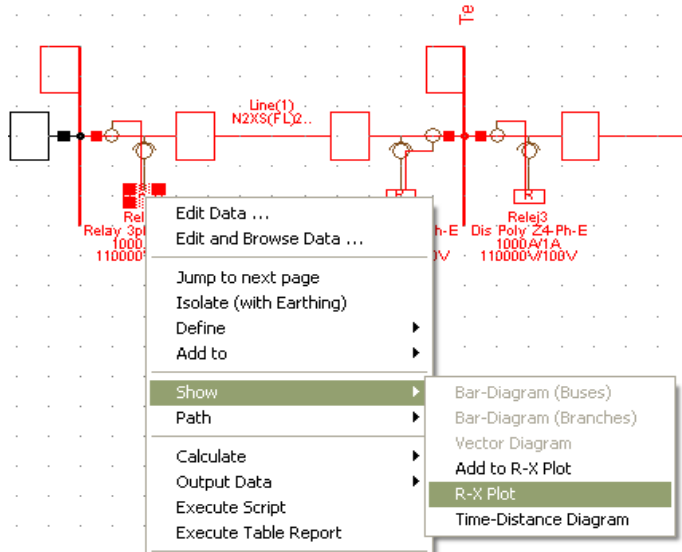 Te
Line(1)
N2XS(FL)2..
R
R
Rel
Relej3
Relay 3pl
h-E
Dis Poly Z4-Ph-E
1000
1000A/1A
11000
0V
110000V/100V
Edit Data ...
Edit and Browse Data ...
Jump to next page
Isolate (with Earthing)
Define
Add to
Show
Path
Calculate
Output Data
Execute Script
Execute Table Report
Bar-Diagram (Buses)
Bar-Diagram (Branches)
Vector Diagram
Add to R-X Plot
R-X Plot
Time-Distance Diagram